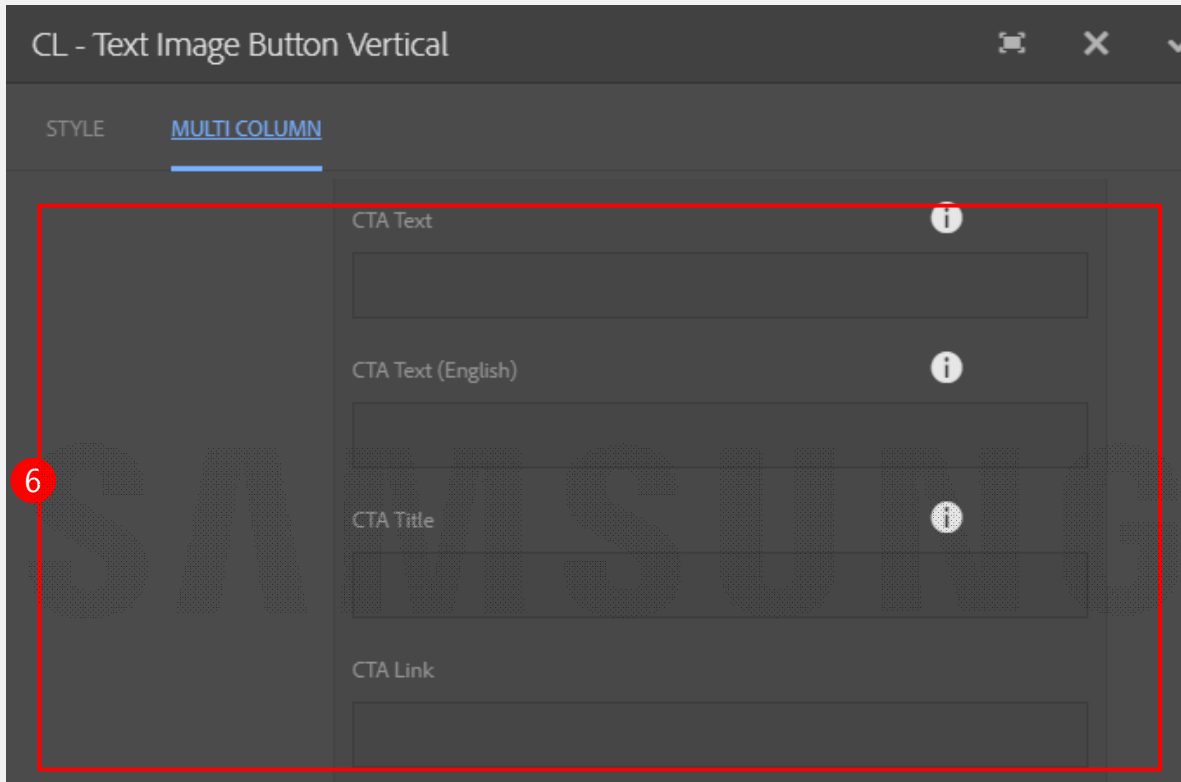 CL - Text Image Button Vertical
STYLE MULTI COLUMN
CTA Text
CTA Text (English)
6
CTA Title
CTA Link
SAMSUNG